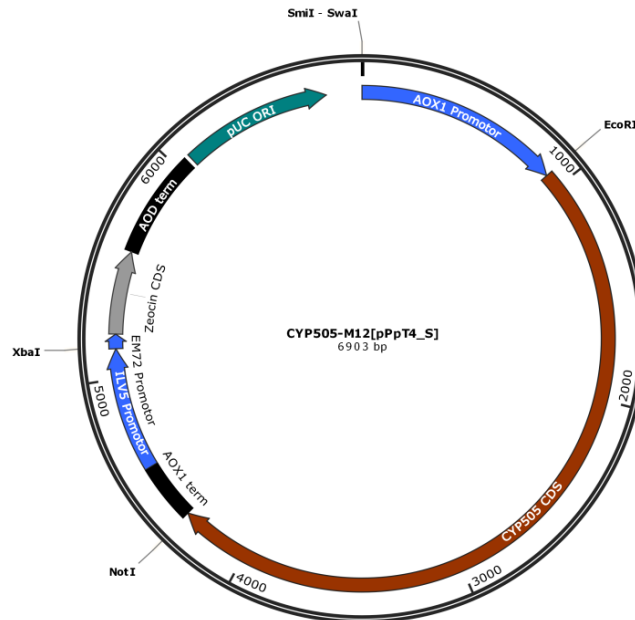 SmiI - SwaI
AOX1 Promotor
EcoRI
1000
2000
CYP505 CDS
3000
4000
NotI
AOX1 term
ILV5 Promotor
5000
XbaI
EM72 Promotor
Zeocin CDS
AOD term
6000
pUC ORI
CYP505-M12[pPpT4_S]
6903 bp